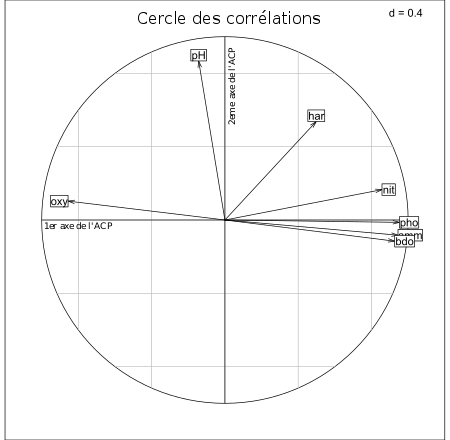 Cercle des corrélations
d = 0.4
pH
2eme axe de l'ACP
har
nit
oxy
1er axe de l'ACP
pho
bdo